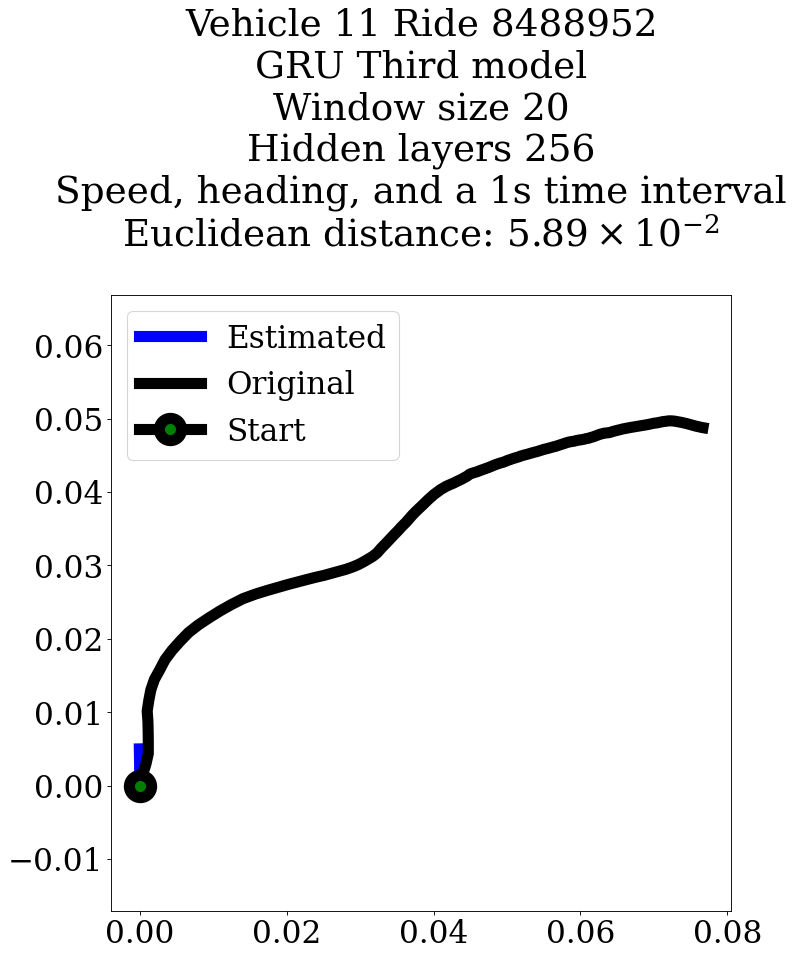 Vehicle 11 Ride 8488952
GRU Third model
Window size 20
Hidden layers 256
Speed, heading, and a 1s time interval
Euclidean distance: 5.89 × 10⁻²
Estimated
Original
Start
0.06
0.05
0.04
0.03
0.02
0.01
0.00
−0.01
0.00 0.02 0.04 0.06 0.08